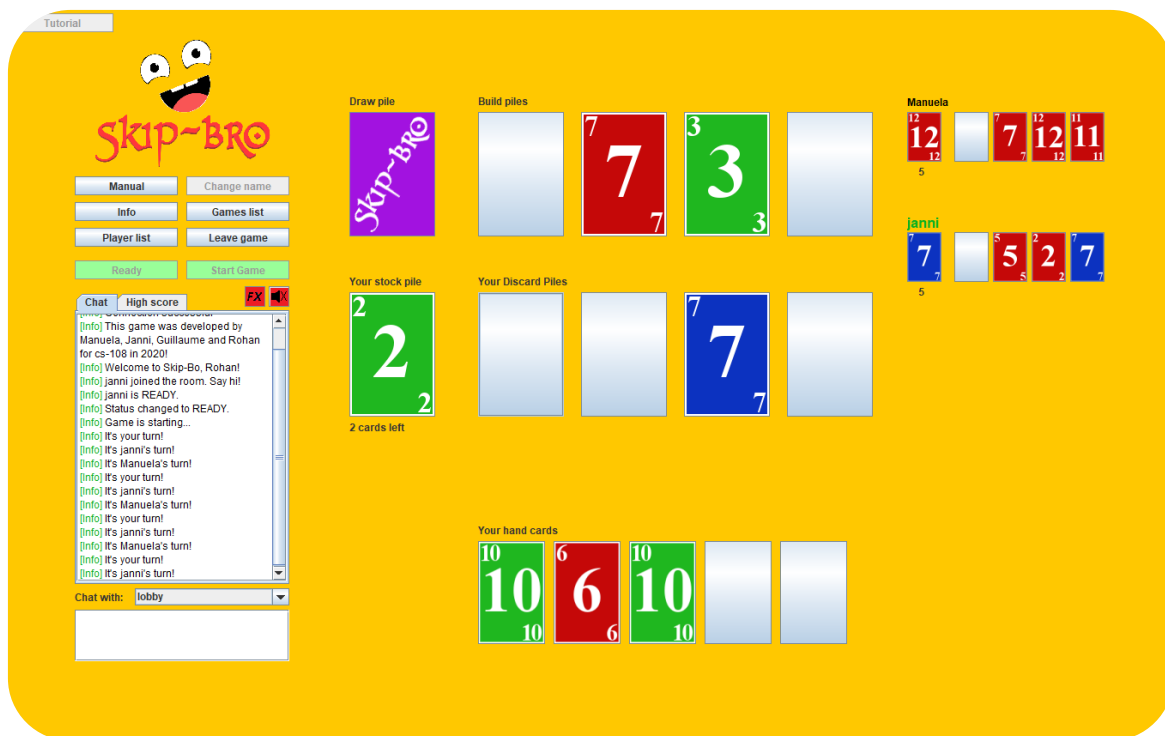 Tutorial
SKIP~BRO
Manual
Change name
Info
Games list
Player list
Leave game
Ready
Start Game
Chat
High score
FX
[Info] This game was developed by
Manuela, Janni, Guillaume and Rohan
for cs-108 in 2020!
[Info] Welcome to Skip-Bo, Rohan!
[Info] janni joined the room. Say hi!
[Info] janni is READY.
[Info] Status changed to READY.
[Info] Game is starting...
[Info] It's your turn!
[Info] It's janni's turn!
[Info] It's Manuela's turn!
[Info] It's your turn!
[Info] It's janni's turn!
[Info] It's Manuela's turn!
[Info] It's your turn!
[Info] It's janni's turn!
[Info] It's Manuela's turn!
[Info] It's your turn!
[Info] It's janni's turn!
Chat with:
lobby
Draw pile
SKIP~BRO
Build piles
7
7
7
3
3
3
Your stock pile
2
2
2
2 cards left
Your Discard Piles
7
7
7
Your hand cards
10
10
10
6
6
6
10
10
10
Manuela
12
12
12
7
7
7
12
12
12
11
11
11
5
janni
7
7
7
5
5
5
2
2
2
7
7
7
5